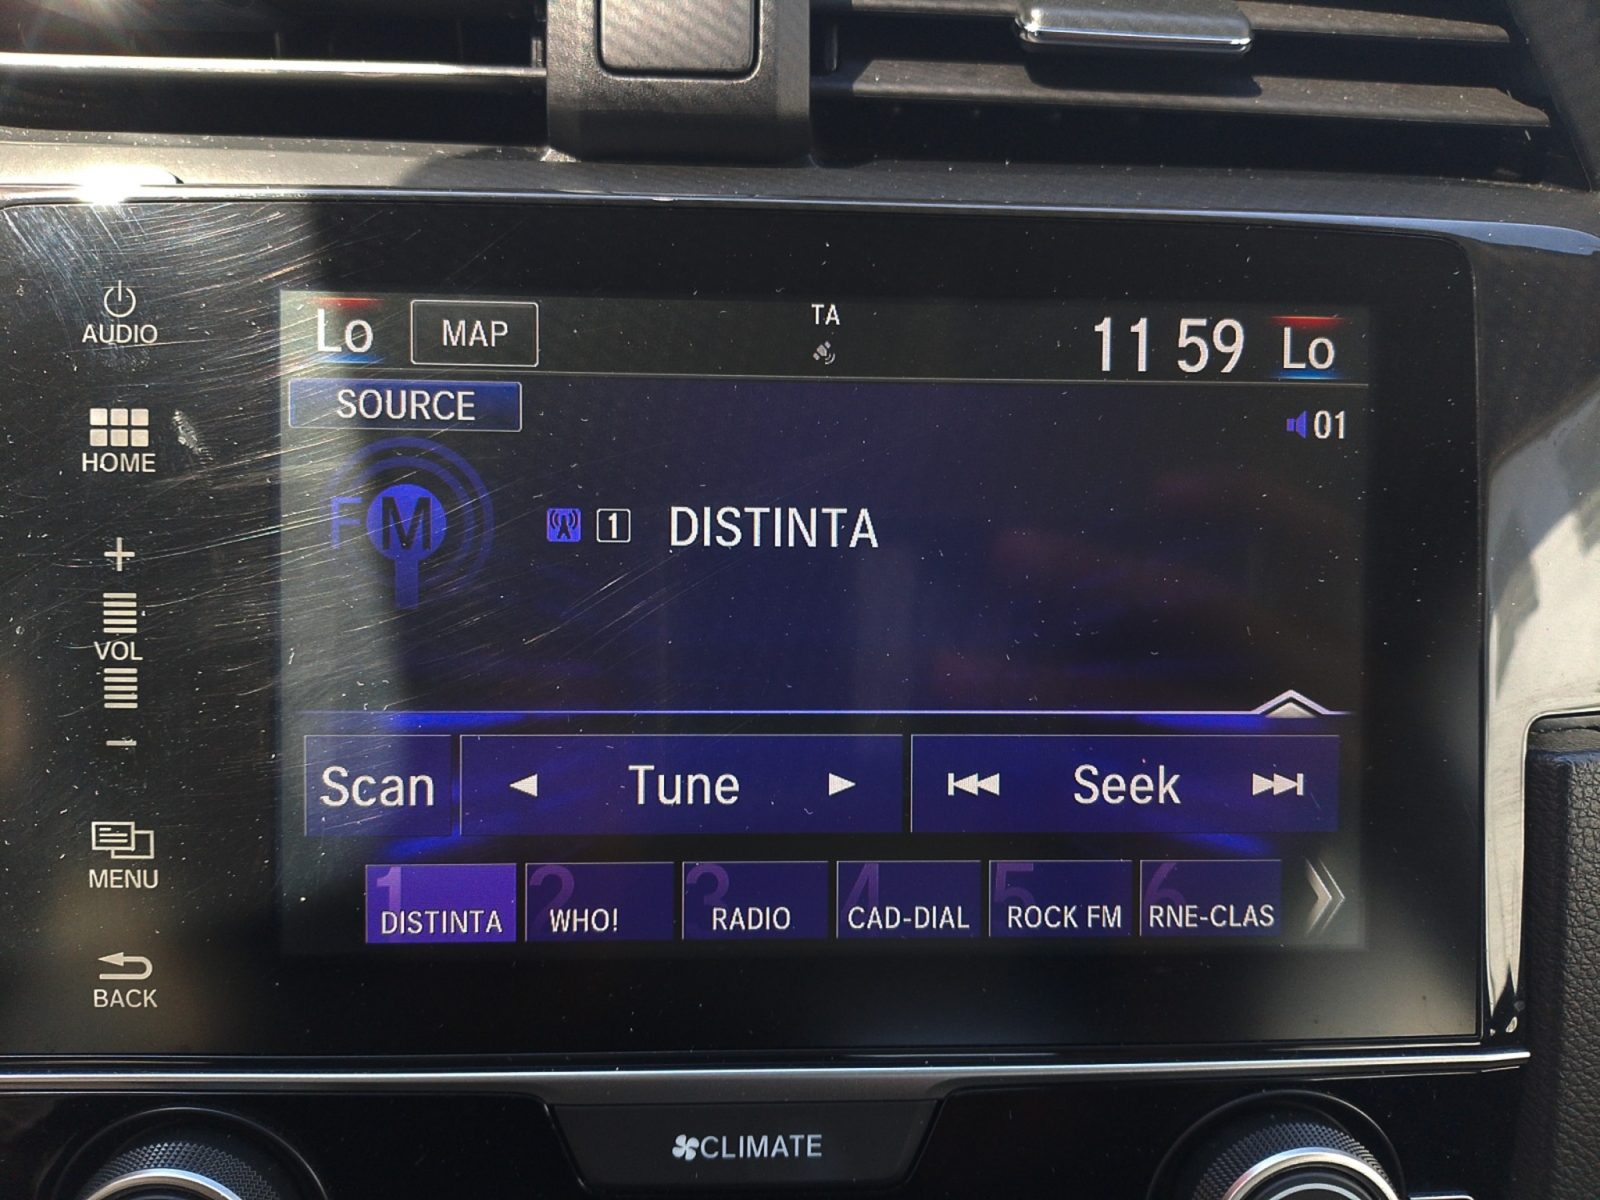 Lo MAP TA 11 59 Lo
AUDIO
SOURCE
01
HOME
FM
1 DISTINTA
VOL
Scan Tune Seek
MENU
1 2 3 4 5 6
DISTINTA WHO! RADIO CAD-DIAL ROCK FM RNE-CLAS
BACK
CLIMATE